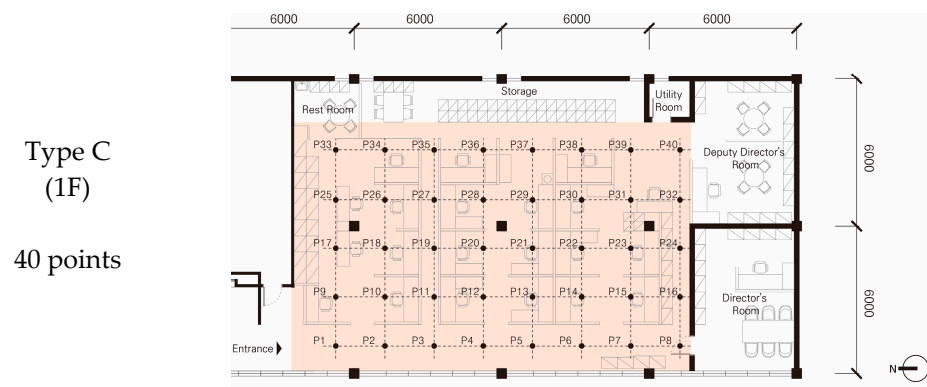 6000 6000 6000 6000
Type C
(1F)
40 points
Storage
Utility
Room
Rest Room
P33 P34 P35 P36 P37 P38 P39 P40
Deputy Director's
Room
6000
P25 P26 P27 P28 P29 P30 P31 P32
P17 P18 P19 P20 P21 P22 P23 P24
P9 P10 P11 P12 P13 P14 P15 P16
Director's
Room
6000
Entrance
P1 P2 P3 P4 P5 P6 P7 P8
N